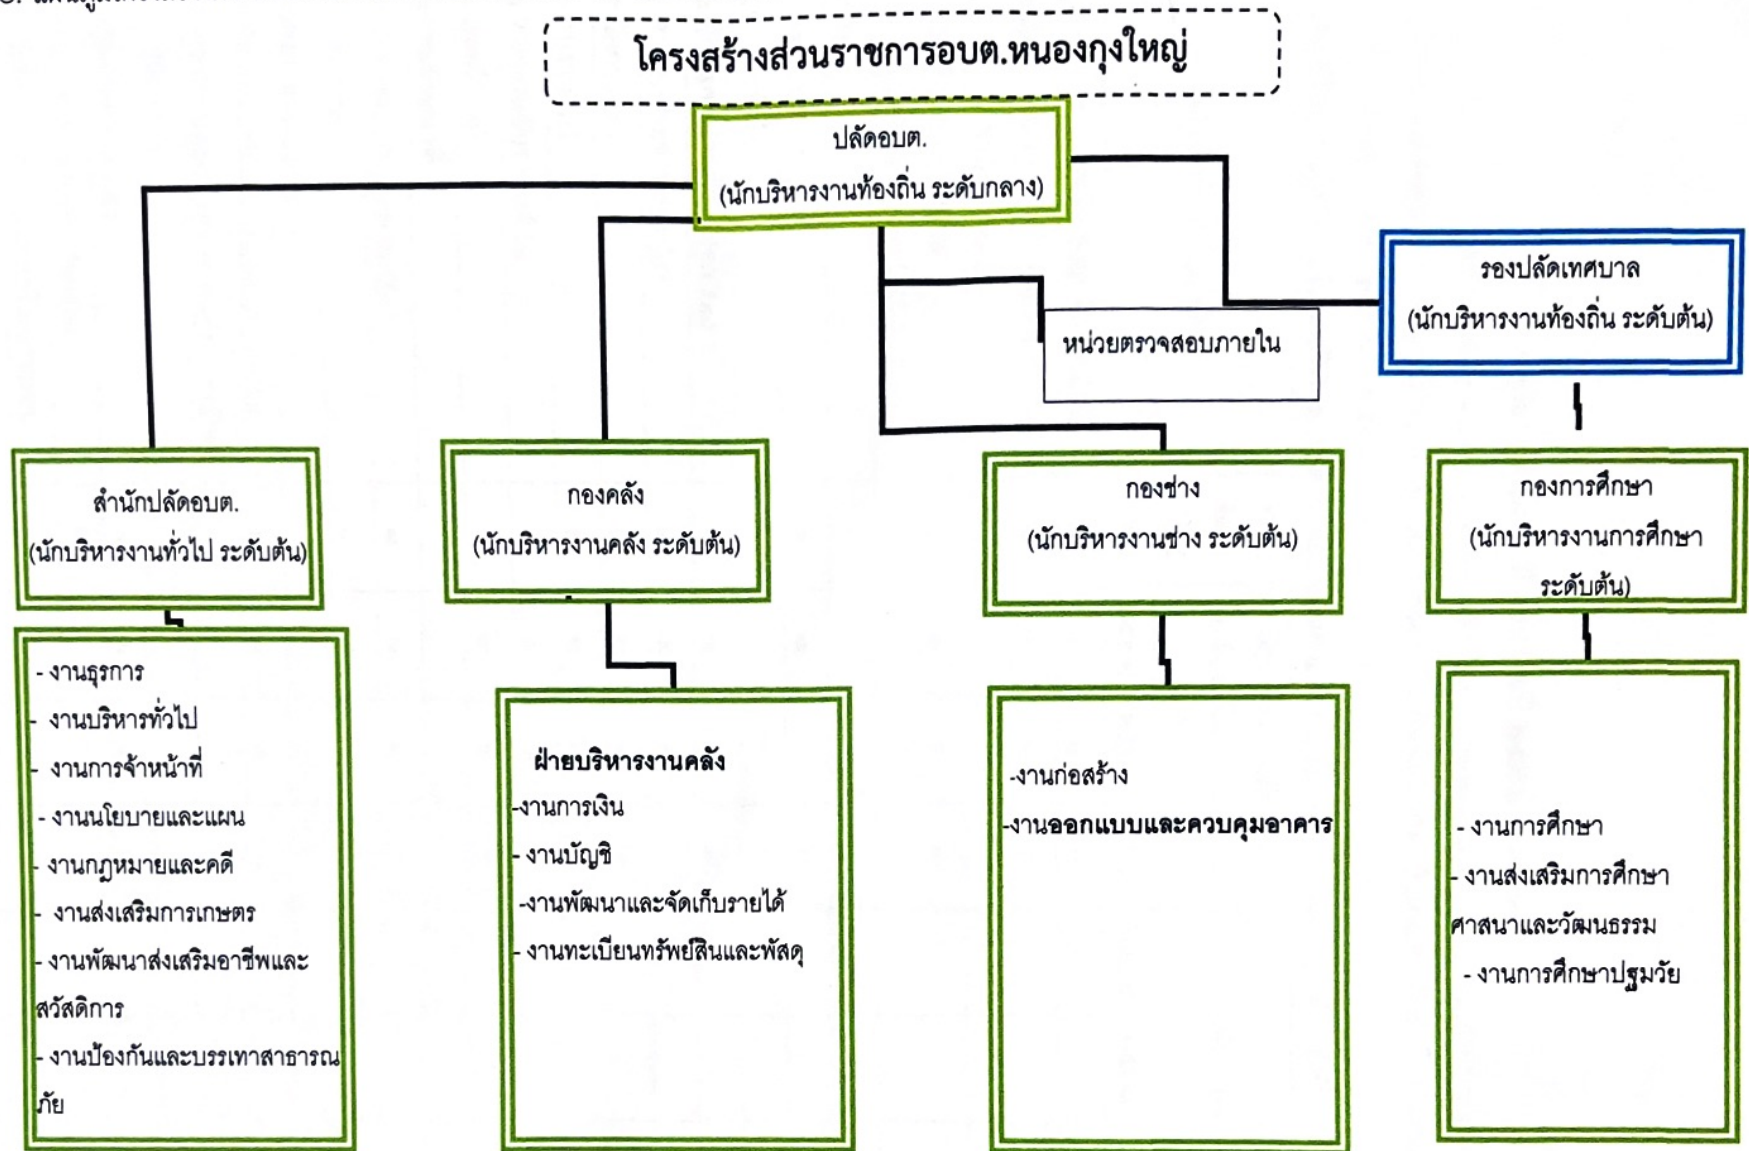 โครงสร้างส่วนราชการอบต.หนองกุงใหญ่
ปลัดอบต.
(นักบริหารงานท้องถิ่น ระดับกลาง)
รองปลัดเทศบาล
(นักบริหารงานท้องถิ่น ระดับต้น)
หน่วยตรวจสอบภายใน
สำนักปลัดอบต.
(นักบริหารงานทั่วไป ระดับต้น)
กองคลัง
(นักบริหารงานคลัง ระดับต้น)
กองช่าง
(นักบริหารงานช่าง ระดับต้น)
กองการศึกษา
(นักบริหารงานการศึกษา
ระดับต้น)
- งานธุรการ
- งานบริหารทั่วไป
- งานการจ้าหน้าที่
- งานนโยบายและแผน
- งานกฎหมายและคดี
- งานส่งเสริมการเกษตร
- งานพัฒนาส่งเสริมอาชีพและ
สวัสดิการ
- งานป้องกันและบรรเทาสาธารณ
ภัย
ฝ่ายบริหารงานคลัง
-งานการเงิน
- งานบัญชิ
-งานพัฒนาและจัดเก็บรายได้
- งานทะเบียนทรัพย์สินและพัสดุ
-งานก่อสร้าง
-งานออกแบบและควบคุมอาคาร
- งานการศึกษา
- งานส่งเสริมการศึกษา
ศาสนาและวัฒนธรรม
- งานการศึกษาปฐมวัย